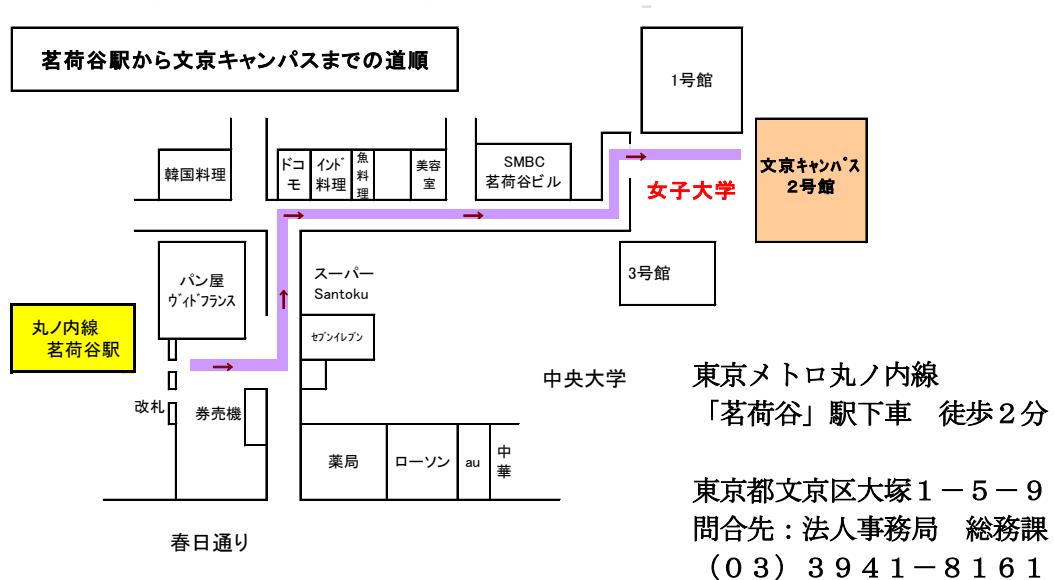 茗荷谷駅から文京キャンパスまでの道順
1号館
韓国料理
ドコ
モ
インド
料理
魚
料
理
美容
室
SMBC
茗荷谷ビル
文京キャンパス
2号館
女子大学
パン屋
ヴィドフランス
スーパー
Santoku
3号館
丸ノ内線
茗荷谷駅
セブンイレブン
改札
券売機
中央大学
東京メトロ丸ノ内線
「茗荷谷」駅下車 徒歩２分
薬局
ローソン
au
中
華
東京都文京区大塚１－５－９
問合先：法人事務局 総務課
（０３）３９４１－８１６１
春日通り